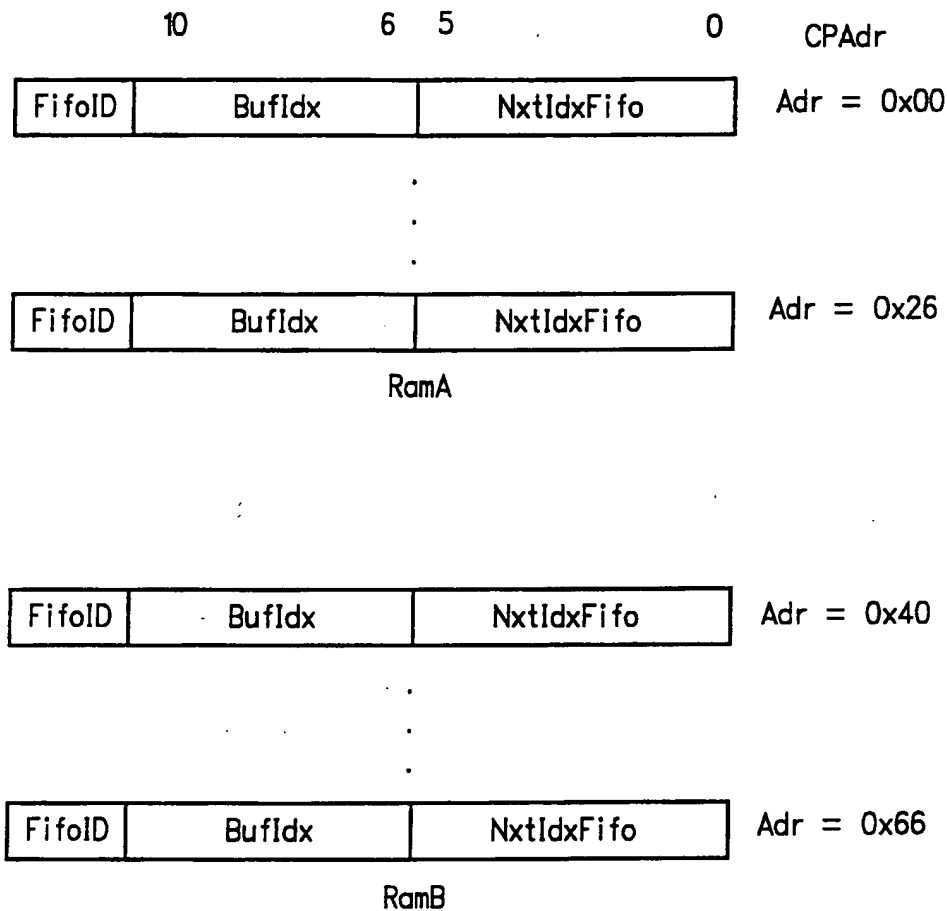 10 6 5 0 CPAdr
FifoID BufIdx NxtIdxFifo Adr = 0x00
FifoID BufIdx NxtIdxFifo Adr = 0x26
RamA
FifoID BufIdx NxtIdxFifo Adr = 0x40
FifoID BufIdx NxtIdxFifo Adr = 0x66
RamB